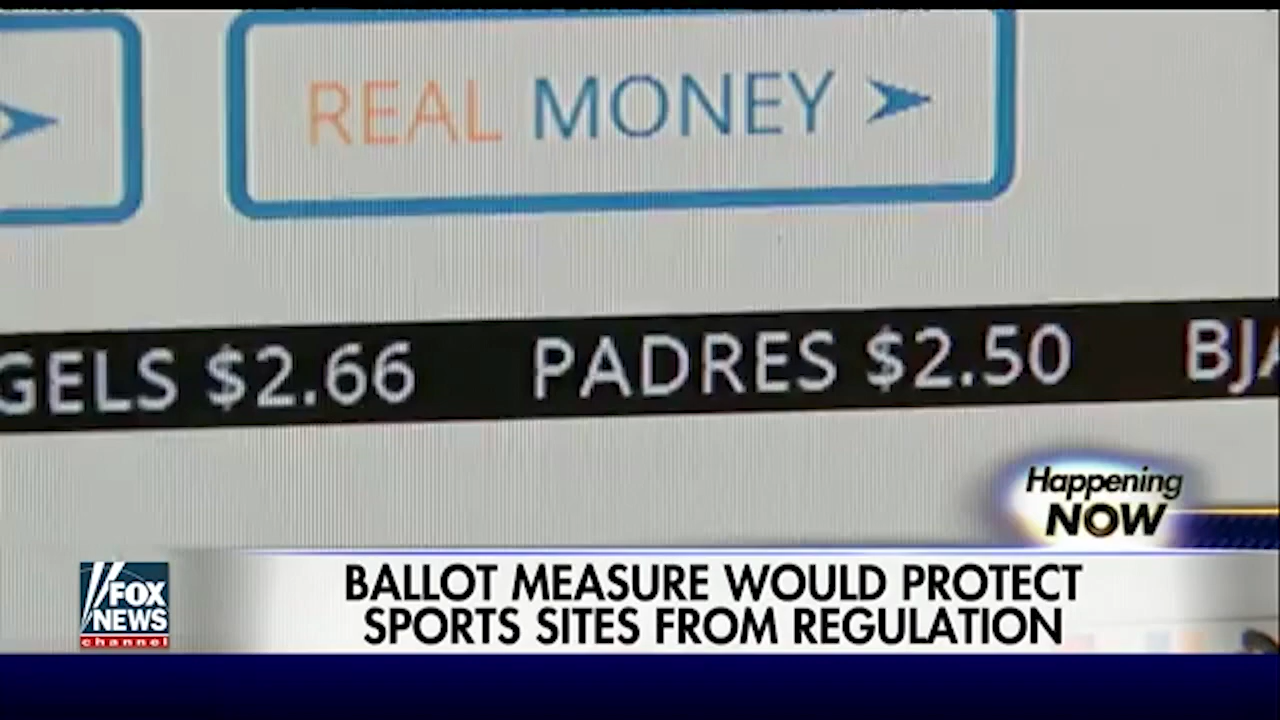 REAL MONEY
GELS $2.66 PADRES $2.50 BJA
Happening
NOW
FOX
NEWS
channel
BALLOT MEASURE WOULD PROTECT
SPORTS SITES FROM REGULATION